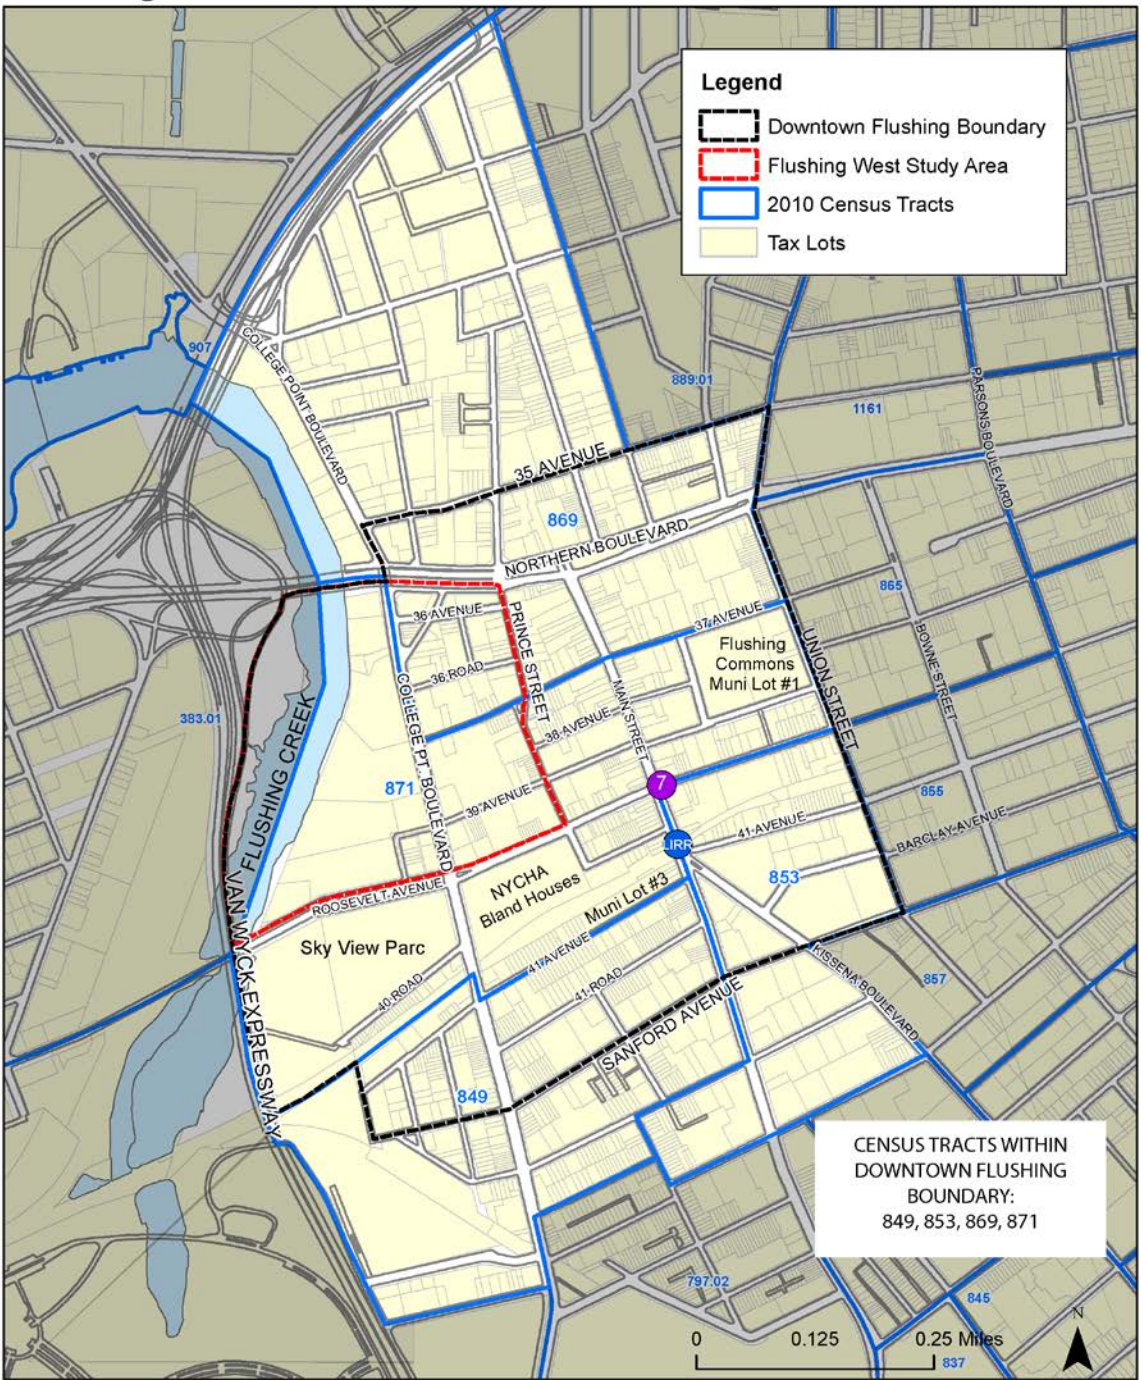 Legend
Downtown Flushing Boundary
Flushing West Study Area
2010 Census Tracts
Tax Lots
907
COLLEGE POINT BOULEVARD
889.01
1161
PARSONS BOULEVARD
35 AVENUE
869
NORTHERN BOULEVARD
865
36 AVENUE
PRINCE STREET
37 AVENUE
Flushing
Commons
Muni Lot #1
UNION STREET
BOWNE STREET
36 ROAD
COLLEGE PT. BOULEVARD
MAIN STREET
38 AVENUE
383.01
FLUSHING CREEK
871
39 AVENUE
7
855
41 AVENUE
LIRR
BARCLAY AVENUE
853
ROOSEVELT AVENUE
NYCHA
Bland Houses
Muni Lot #3
VAN WYCK EXPRESSWAY
Sky View Parc
41 AVENUE
40 ROAD
41 ROAD
KISSENA BOULEVARD
857
SANFORD AVENUE
849
CENSUS TRACTS WITHIN
DOWNTOWN FLUSHING
BOUNDARY:
849, 853, 869, 871
797.02
845
N
0 0.125 0.25 Miles
837